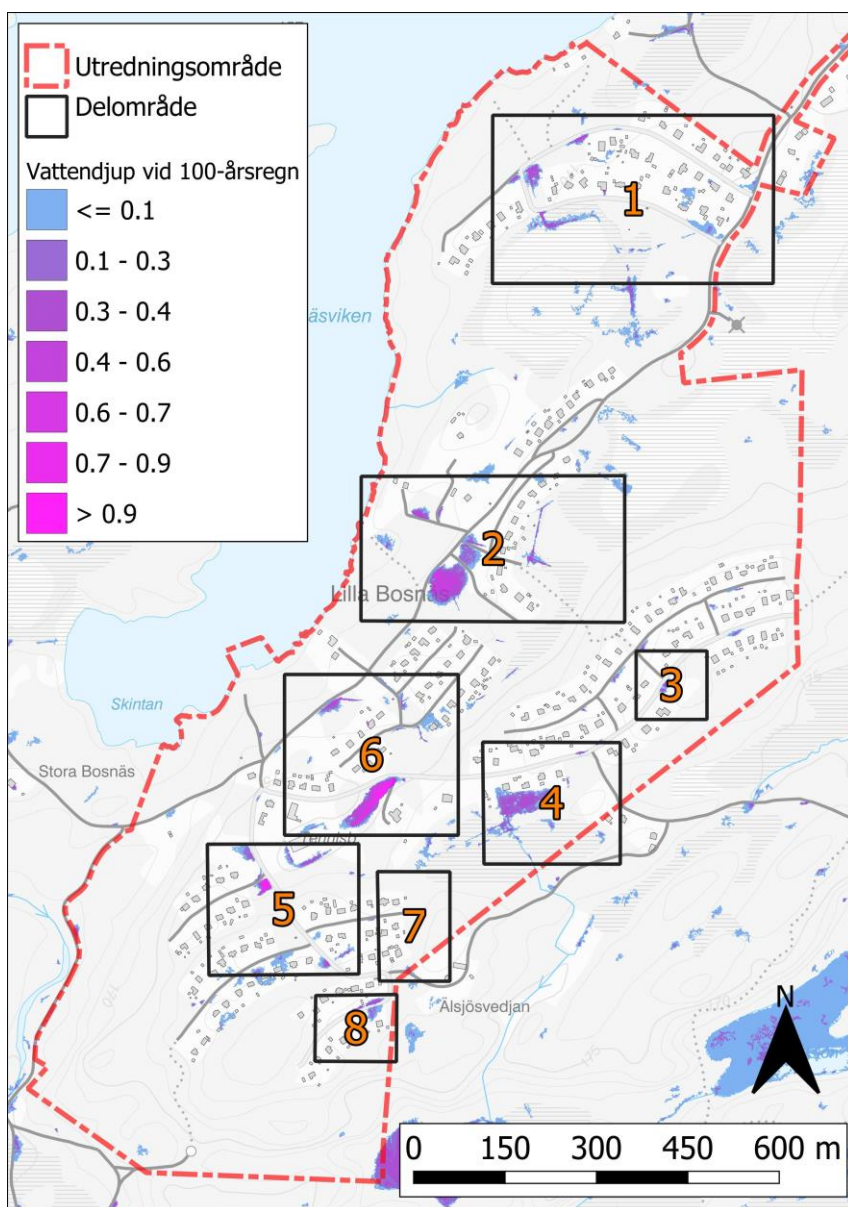 Utredningsområde
Delområde
Vattendjup vid 100-årsregn
<= 0.1
0.1 - 0.3
0.3 - 0.4
0.4 - 0.6
0.6 - 0.7
0.7 - 0.9
> 0.9
äsviken
1
2
Lilla Bosnäs
3
Skintan
6
Stora Bosnäs
4
5
7
Älsjösvedjan
8
N
0 150 300 450 600 m